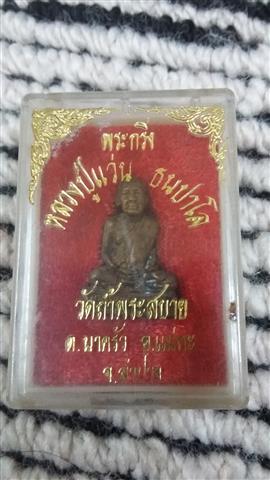 พระกริ่ง
หลวงปู่แว่น ธนปาโล
วัดถ้ำพระสบาย
ต.นาครัว อ.แม่ทะ
จ.ลำปาง